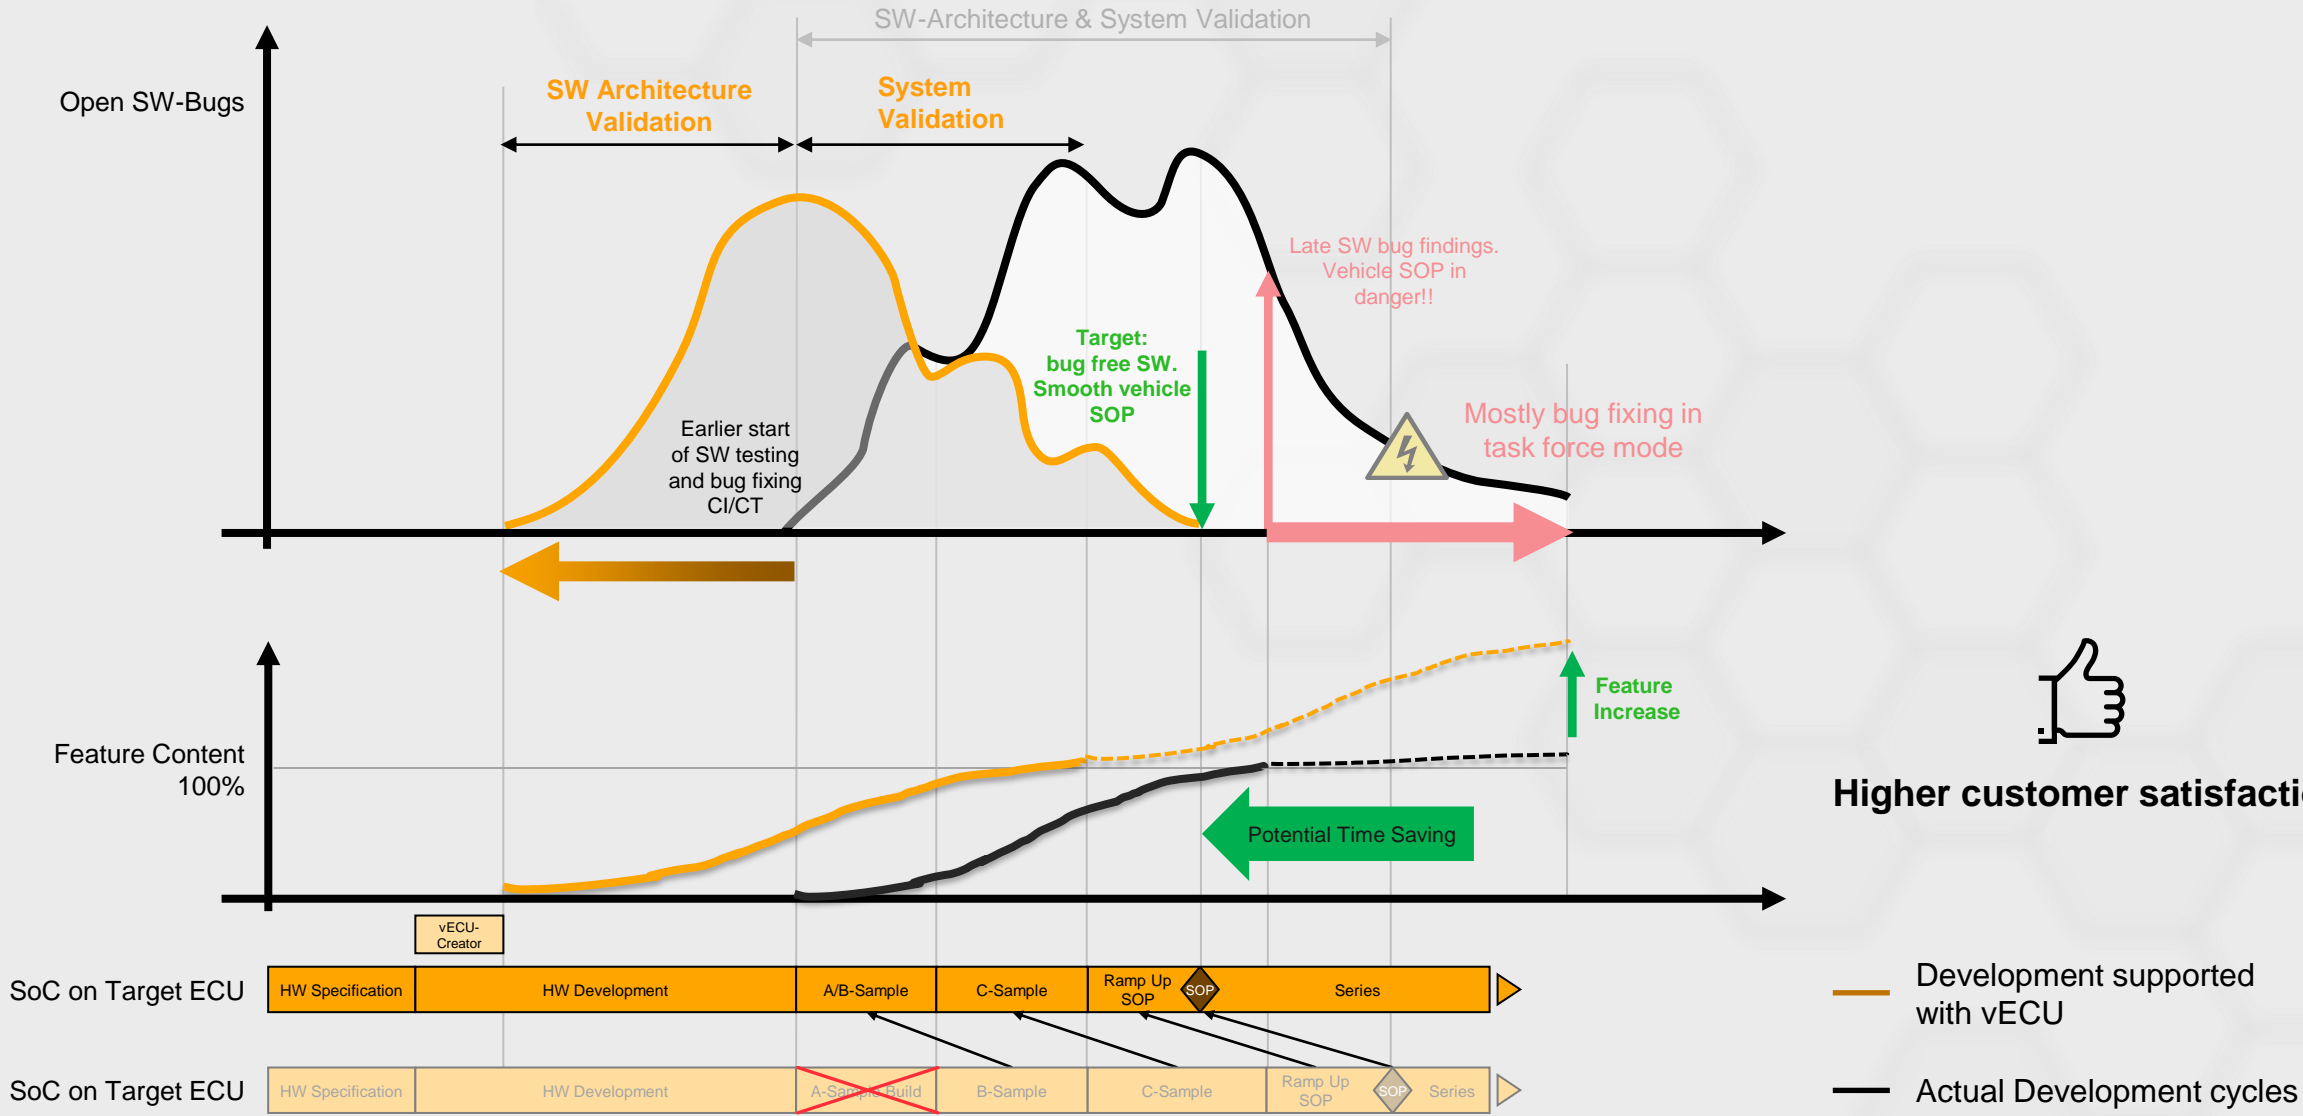 SW-Architecture & System Validation
Open SW-Bugs
SW Architecture
Validation
System
Validation
Late SW bug findings.
Vehicle SOP in
danger!!
Target:
bug free SW.
Smooth vehicle
SOP
Earlier start
of SW testing
and bug fixing
CI/CT
Mostly bug fixing in
task force mode
Feature
Increase
Feature Content
100%
Potential Time Saving
Higher customer satisfactio
vECU-
Creator
SoC on Target ECU
HW Specification
HW Development
A/B-Sample
C-Sample
Ramp Up
SOP
SOP
Series
Development supported
with vECU
SoC on Target ECU
HW Specification
HW Development
A-Sample Build
B-Sample
C-Sample
Ramp Up
SOP
SOP
Series
Actual Development cycles